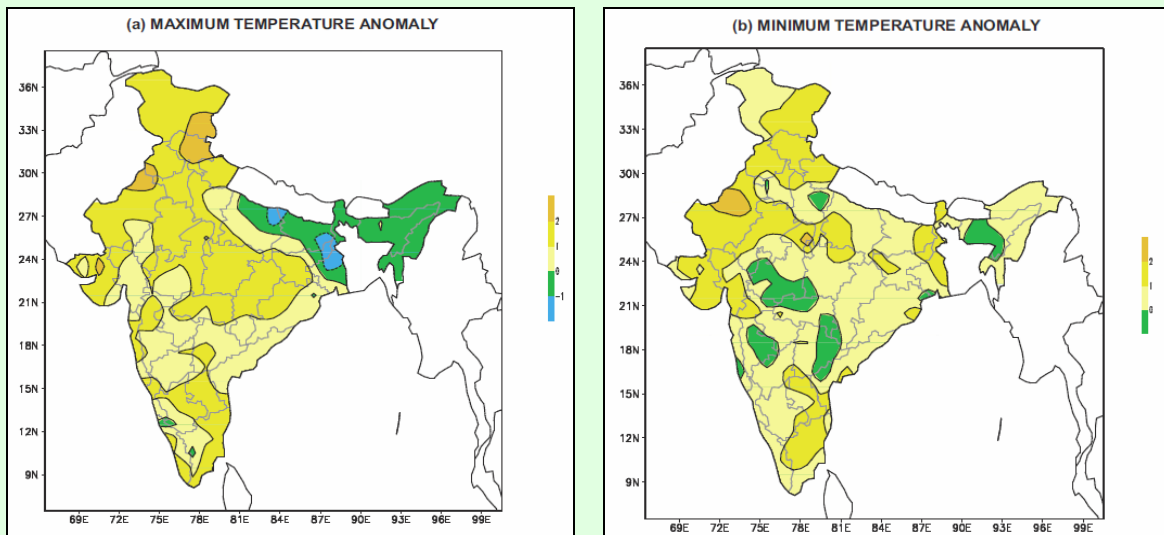 (a) MAXIMUM TEMPERATURE ANOMALY
36N
33N
30N
27N
24N
21N
18N
15N
12N
9N
69E 72E 75E 78E 81E 84E 87E 90E 93E 96E 99E
2
1
0
-1
(b) MINIMUM TEMPERATURE ANOMALY
36N
33N
30N
27N
24N
21N
18N
15N
12N
9N
69E 72E 75E 78E 81E 84E 87E 90E 93E 96E 99E
2
1
0